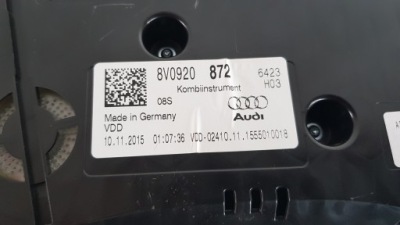 8V0920 872 6423
Kombiinstrument H03
08S
Audi
Made in Germany
VDD
10.11.2015 01:07:36 VDD-02410.11.1555010016